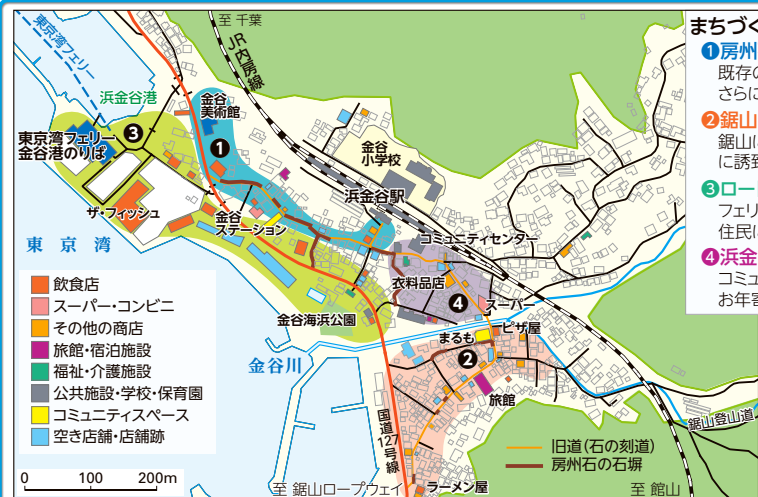 至 千葉
JR内房線
東京湾フェリー
浜金谷港
金谷
美術館
東京湾フェリー
金谷港のりば
❸
❶
金谷
小学校
浜金谷駅
ザ・フィッシュ
金谷
ステーション
コミュニティセンター
東京湾
衣料品店
❹
スーパー
金谷海浜公園
ピザ屋
まるも
❷
金谷川
旅館
国道127号線
鋸山登山道
飲食店
スーパー・コンビニ
その他の商店
旅館・宿泊施設
福祉・介護施設
公共施設・学校・保育園
コミュニティスペース
空き店舗・店舗跡
旧道(石の刻道)
房州石の石塀
0 100 200m
至 鋸山ロープウェイ
ラーメン屋
至 館山
まちづく
❶房州
既存の
さらに
❷鋸山
鋸山に
に誘致
❸ロー
フェリ
住民に
❹浜金
コミュ
お年寄